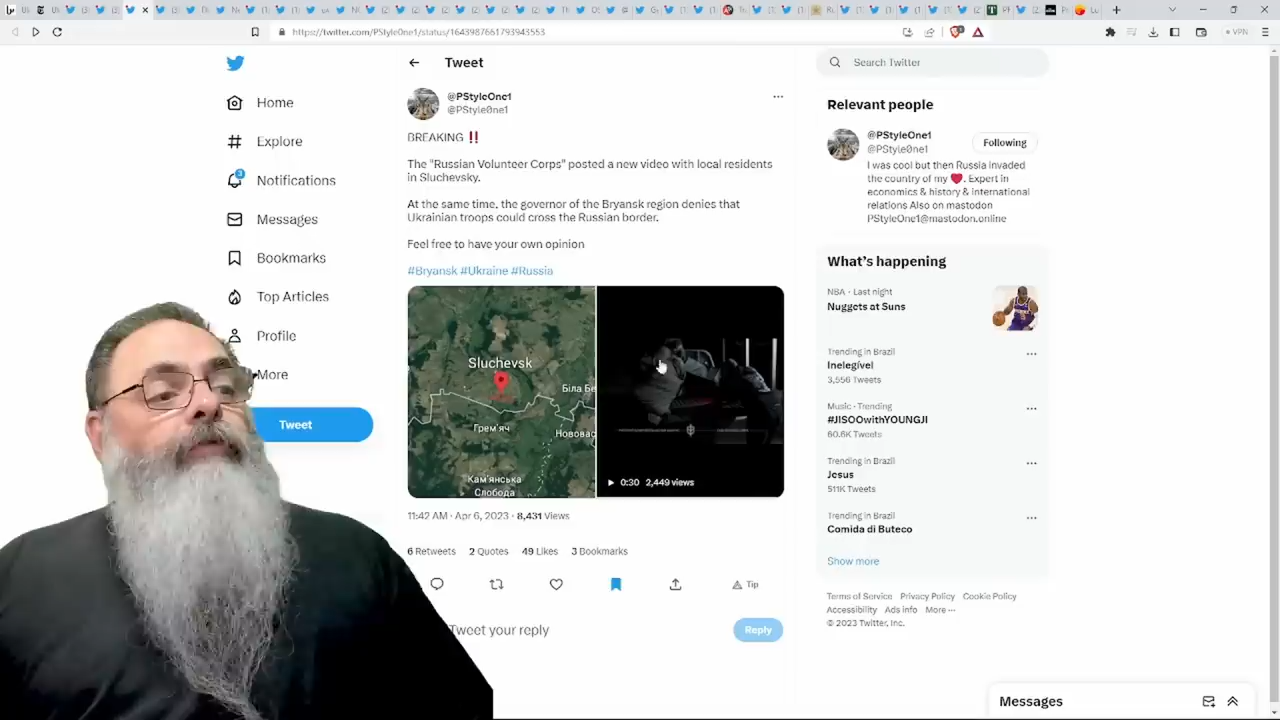 https://twitter.com/PStyle0ne1/status/1643987661793943553
VPN
Home
Explore
3
Notifications
Messages
Bookmarks
Top Articles
Profile
More
Tweet
Tweet
@PStyleOne1
@PStyle0ne1
BREAKING ‼️
The "Russian Volunteer Corps" posted a new video with local residents
in Sluchevsky.
At the same time, the governor of the Bryansk region denies that
Ukrainian troops could cross the Russian border.
Feel free to have your own opinion
#Bryansk #Ukraine #Russia
Sluchevsk
Біла Бе
Грем'яч
Нововаc
Кам'янська
Слобода
0:30 2,449 views
11:42 AM · Apr 6, 2023 · 8,431 Views
6 Retweets 2 Quotes 49 Likes 3 Bookmarks
Tip
Tweet your reply
Reply
Search Twitter
Relevant people
@PStyleOne1
@PStyle0ne1
Following
I was cool but then Russia invaded
the country of my ❤️. Expert in
economics & history & international
relations Also on mastodon
PStyleOne1@mastodon.online
What's happening
NBA · Last night
Nuggets at Suns
Trending in Brazil
Inelegível
3,556 Tweets
Music · Trending
#JISOOwithYOUNGJI
60.6K Tweets
Trending in Brazil
Jesus
511K Tweets
Trending in Brazil
Comida di Buteco
Show more
Terms of Service Privacy Policy Cookie Policy
Accessibility Ads info More ···
© 2023 Twitter, Inc.
Messages